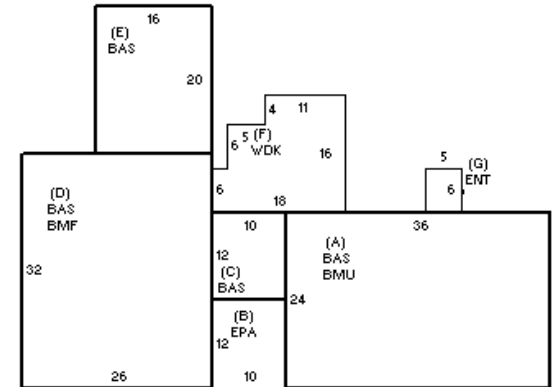 16
(E)
BAS
20
4
11
5
(F)
WDK
6
16
5
(G)
ENT
6
6
18
(D)
BAS
BMF
10
36
12
(C)
BAS
(A)
BAS
BMU
32
24
(B)
EPA
12
26
10